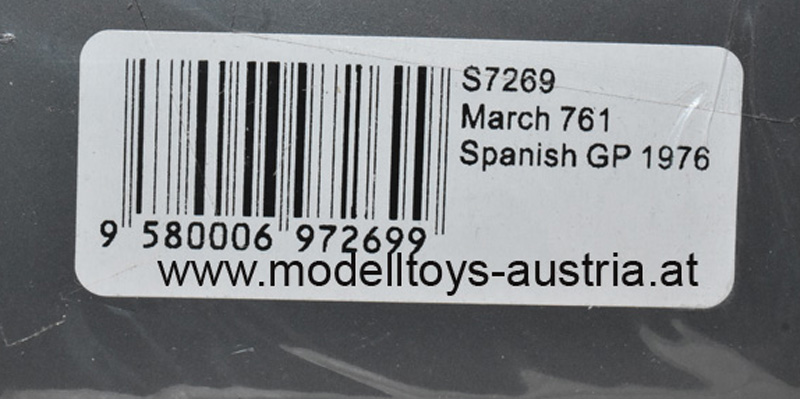 S7269
March 761
Spanish GP 1976
9 580006 972699
www.modelltoys-austria.at